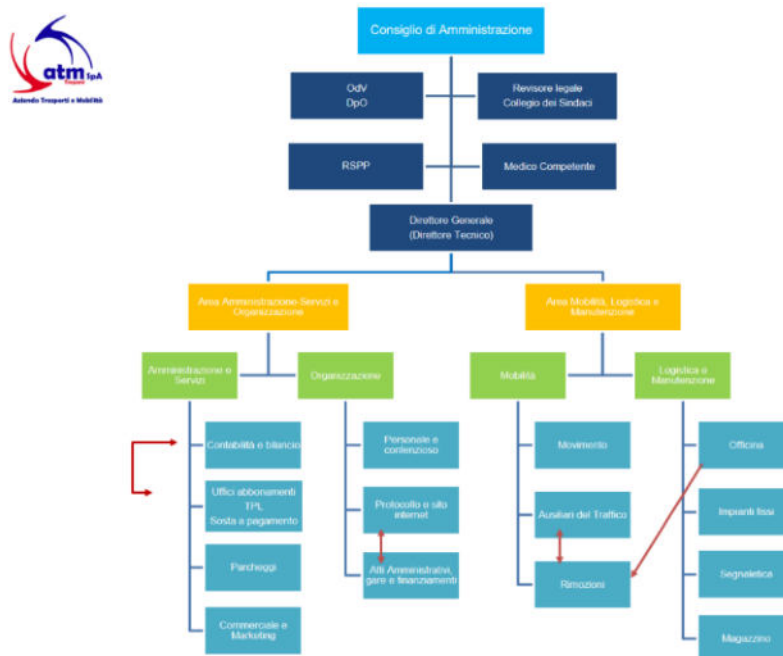 Consiglio di Amministrazione
atm SpA
Trapani
Azienda Trasporti e Mobilità
OdV
DpO
Revisore legale
Collegio dei Sindaci
RSPP
Medico Competente
Direttore Generale
(Direttore Tecnico)
Area Amministrazione-Servizi e
Organizzazione
Area Mobilità, Logistica e
Manutenzione
Amministrazione e
Servizi
Organizzazione
Mobilità
Logistica e
Manutenzione
Contabilità e bilancio
Personale e
contenzioso
Movimento
Officina
Uffici abbonamenti
TPL
Sosta a pagamento
Protocollo e sito
internet
Ausiliari del Traffico
Impianti fissi
Parcheggi
Atti Amministrativi,
gare e finanziamenti
Rimozioni
Segnaletica
Commerciale e
Marketing
Magazzino